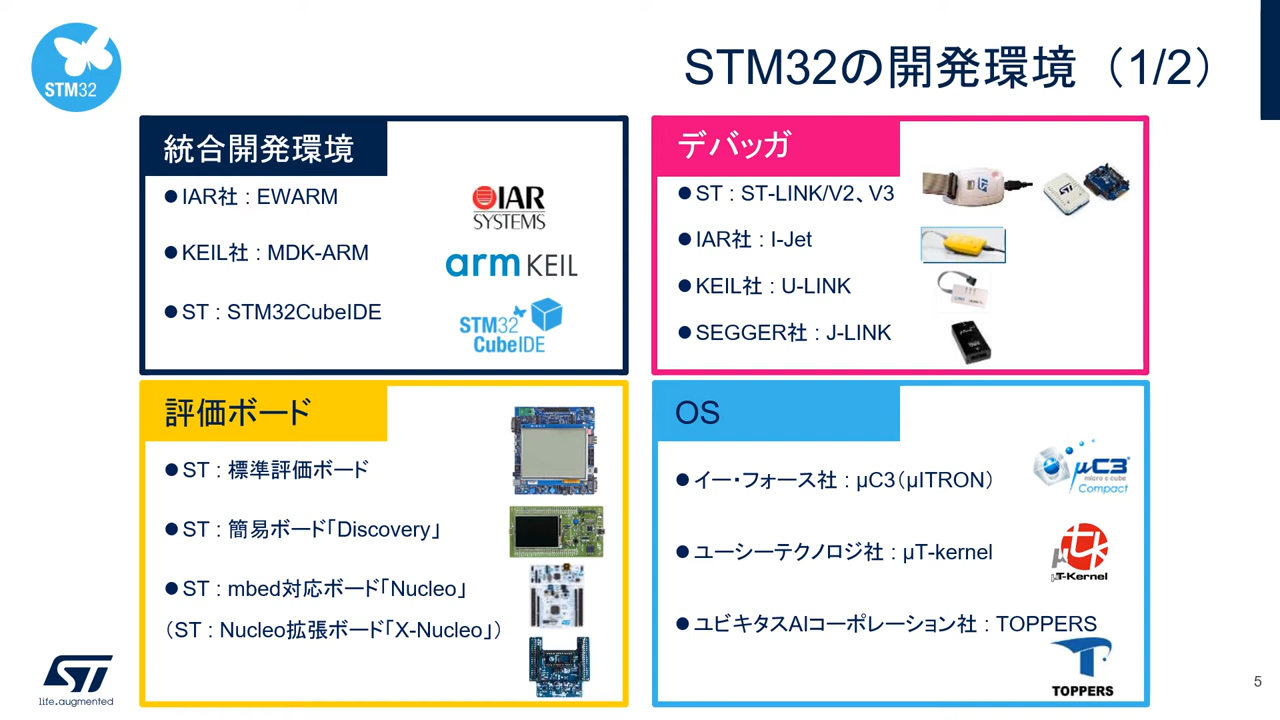 STM32
STM32の開発環境（1/2）
統合開発環境
●IAR社 : EWARM
IAR
SYSTEMS
●KEIL社 : MDK-ARM
arm KEIL
●ST : STM32CubeIDE
STM32
CubeIDE
デバッガ
●ST : ST-LINK/V2、V3
●IAR社 : I-Jet
●KEIL社 : U-LINK
●SEGGER社 : J-LINK
評価ボード
●ST : 標準評価ボード
●ST : 簡易ボード「Discovery」
●ST : mbed対応ボード「Nucleo」
（ST : Nucleo拡張ボード「X-Nucleo」）
OS
●イー・フォース社 : µC3（µITRON）
µC3
micro c cube
Compact
●ユーシーテクノロジ社 : µT-kernel
µT-Kernel
●ユビキタスAIコーポレーション社 : TOPPERS
TOPPERS
ST
life.augmented
5